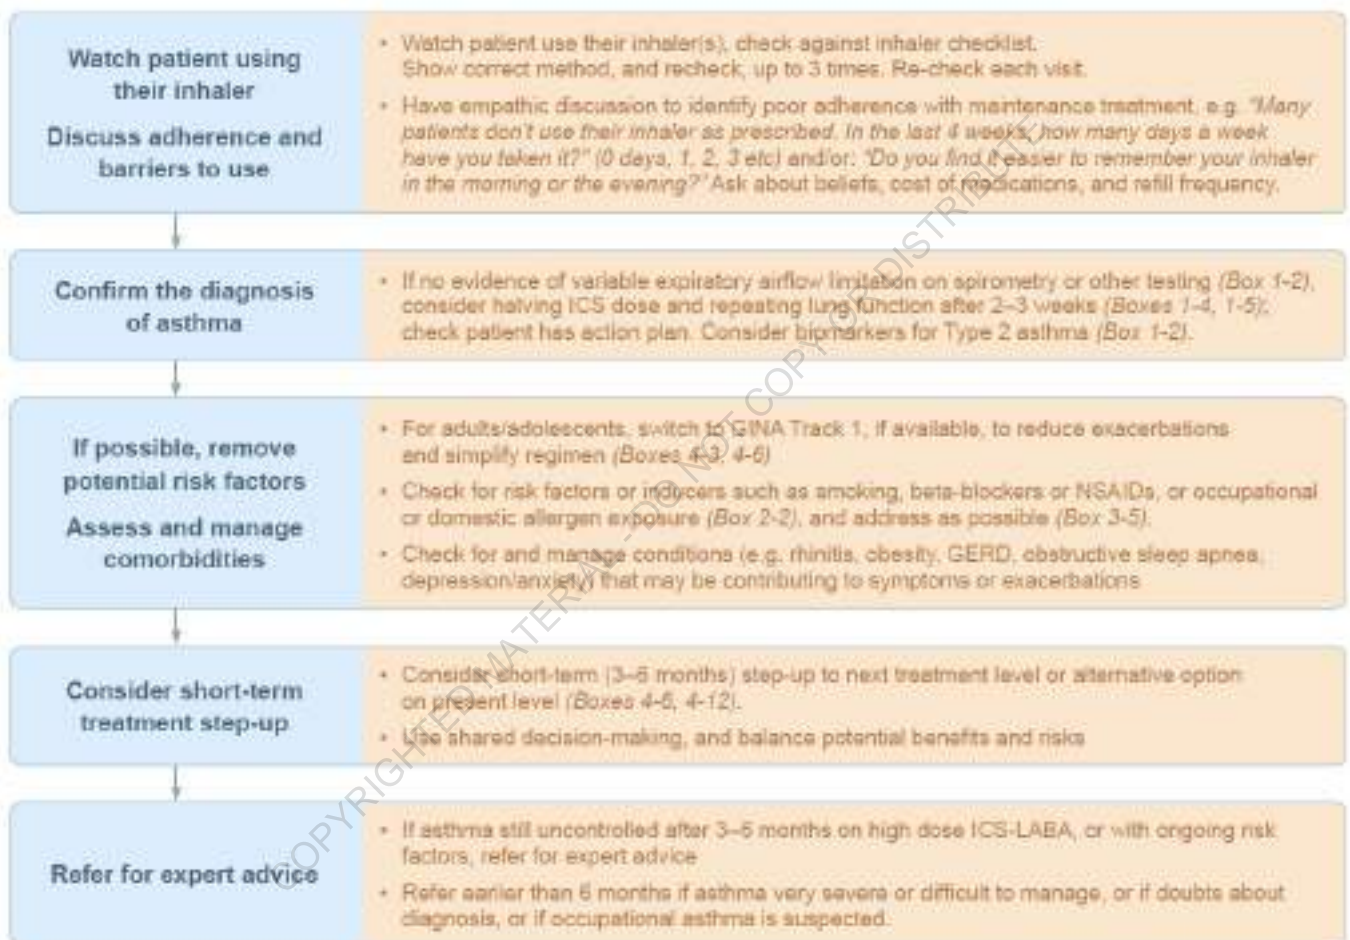 Watch patient using
their inhaler
Discuss adherence and
barriers to use
• Watch patient use their inhaler(s), check against inhaler checklist.
Show correct method, and recheck, up to 3 times. Re-check each visit.
• Have empathic discussion to identify poor adherence with maintenance treatment, e.g. "Many
patients don't use their inhaler as prescribed. In the last 4 weeks, how many days a week
have you taken it?" (0 days, 1, 2, 3 etc) and/or: "Do you find it easier to remember your inhaler
in the morning or the evening?" Ask about beliefs, cost of medications, and refill frequency.
Confirm the diagnosis
of asthma
• If no evidence of variable expiratory airflow limitation on spirometry or other testing (Box 1-2),
consider halving ICS dose and repeating lung function after 2–3 weeks (Boxes 1-4, 1-5);
check patient has action plan. Consider biomarkers for Type 2 asthma (Box 1-2).
If possible, remove
potential risk factors
Assess and manage
comorbidities
• For adults/adolescents, switch to GINA Track 1, if available, to reduce exacerbations
and simplify regimen (Boxes 4-3, 4-6)
• Check for risk factors or inducers such as smoking, beta-blockers or NSAIDs, or occupational
or domestic allergen exposure (Box 2-2), and address as possible (Box 3-5).
• Check for and manage conditions (e.g. rhinitis, obesity, GERD, obstructive sleep apnea,
depression/anxiety) that may be contributing to symptoms or exacerbations
Consider short-term
treatment step-up
• Consider short-term (3–6 months) step-up to next treatment level or alternative option
on present level (Boxes 4-6, 4-12).
• Use shared decision-making, and balance potential benefits and risks
Refer for expert advice
• If asthma still uncontrolled after 3–6 months on high dose ICS-LABA, or with ongoing risk
factors, refer for expert advice
• Refer earlier than 6 months if asthma very severe or difficult to manage, or if doubts about
diagnosis, or if occupational asthma is suspected.
COPYRIGHTED MATERIAL - DO NOT COPY OR DISTRIBUTE